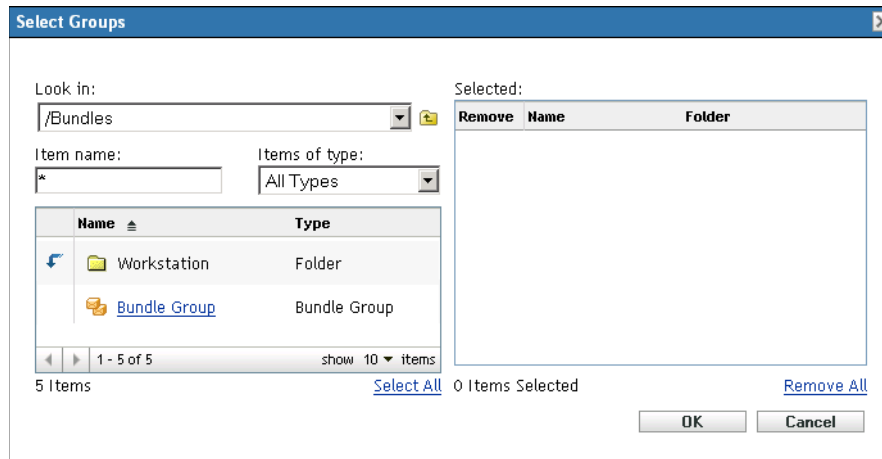 Select Groups
Look in:
/Bundles
Item name:
Items of type:
*
All Types
Name
Type
Workstation
Folder
Bundle Group
Bundle Group
1 - 5 of 5
show 10 items
5 Items
Select All
Selected:
Remove Name Folder
0 Items Selected
Remove All
OK
Cancel